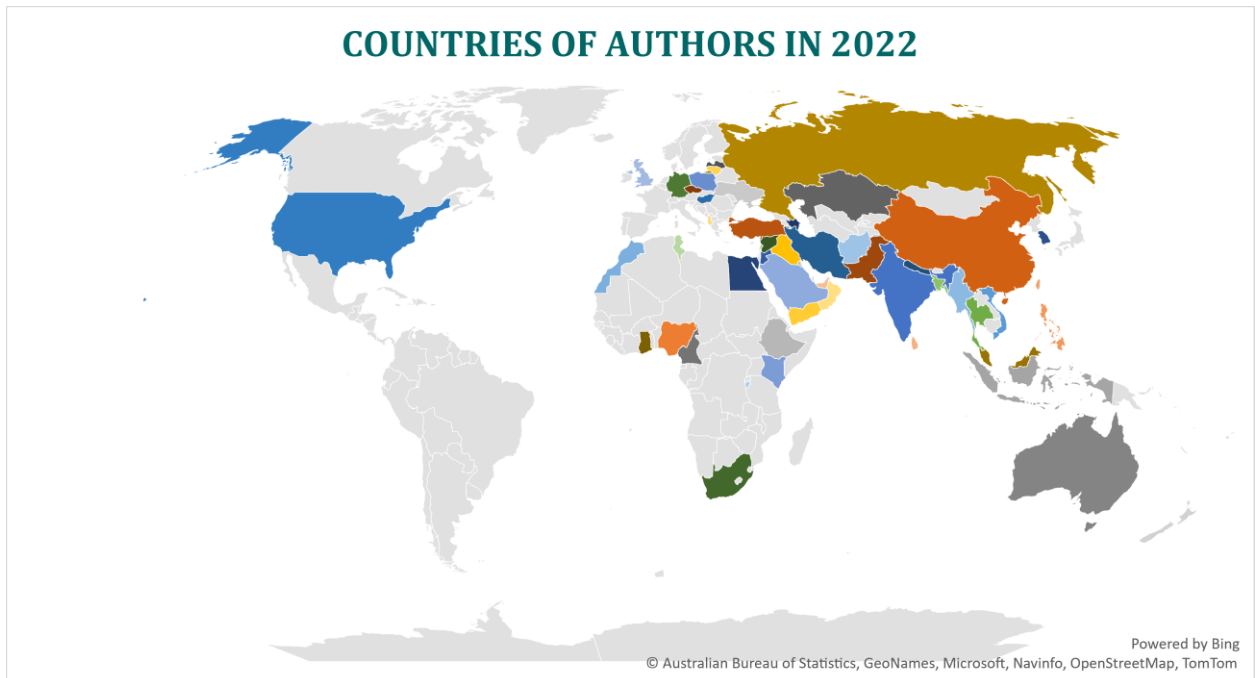 COUNTRIES OF AUTHORS IN 2022
Powered by Bing
© Australian Bureau of Statistics, GeoNames, Microsoft, Navinfo, OpenStreetMap, TomTom